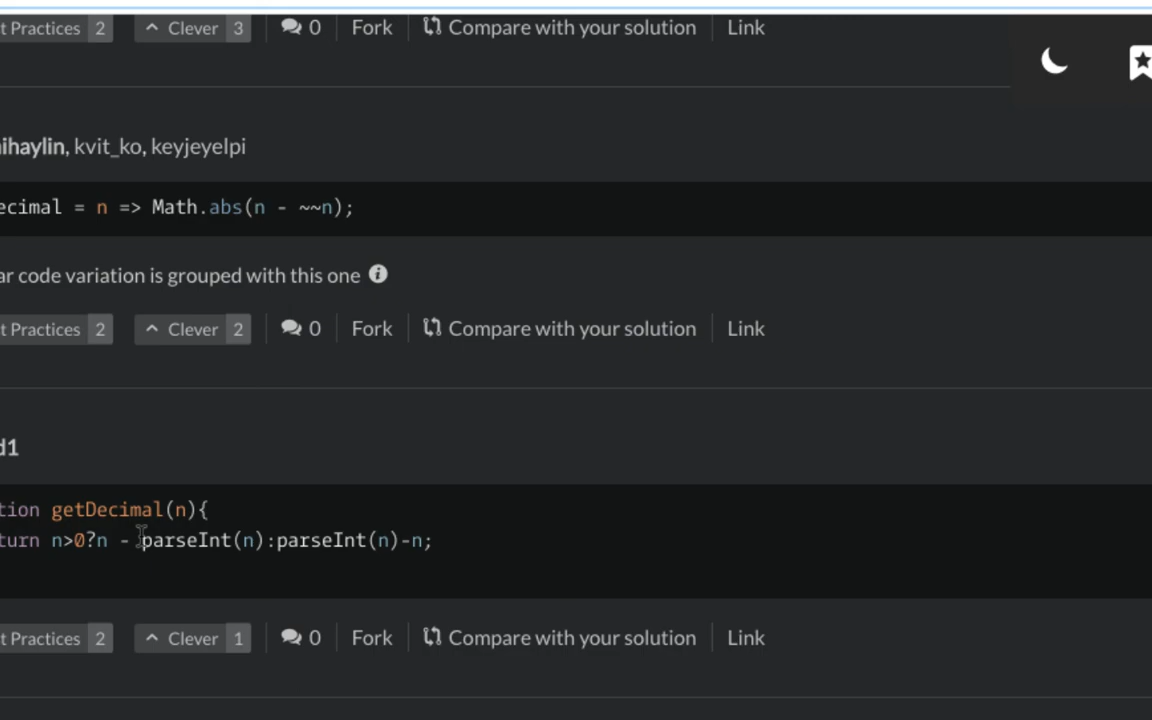 t Practices 2 Clever 3 0 Fork Compare with your solution Link
ihaylin, kvit_ko, keyjeyelpi
ecimal = n => Math.abs(n - ~~n);
ar code variation is grouped with this one
t Practices 2 Clever 2 0 Fork Compare with your solution Link
d1
tion getDecimal(n){
turn n>0?n - parseInt(n):parseInt(n)-n;
t Practices 2 Clever 1 0 Fork Compare with your solution Link